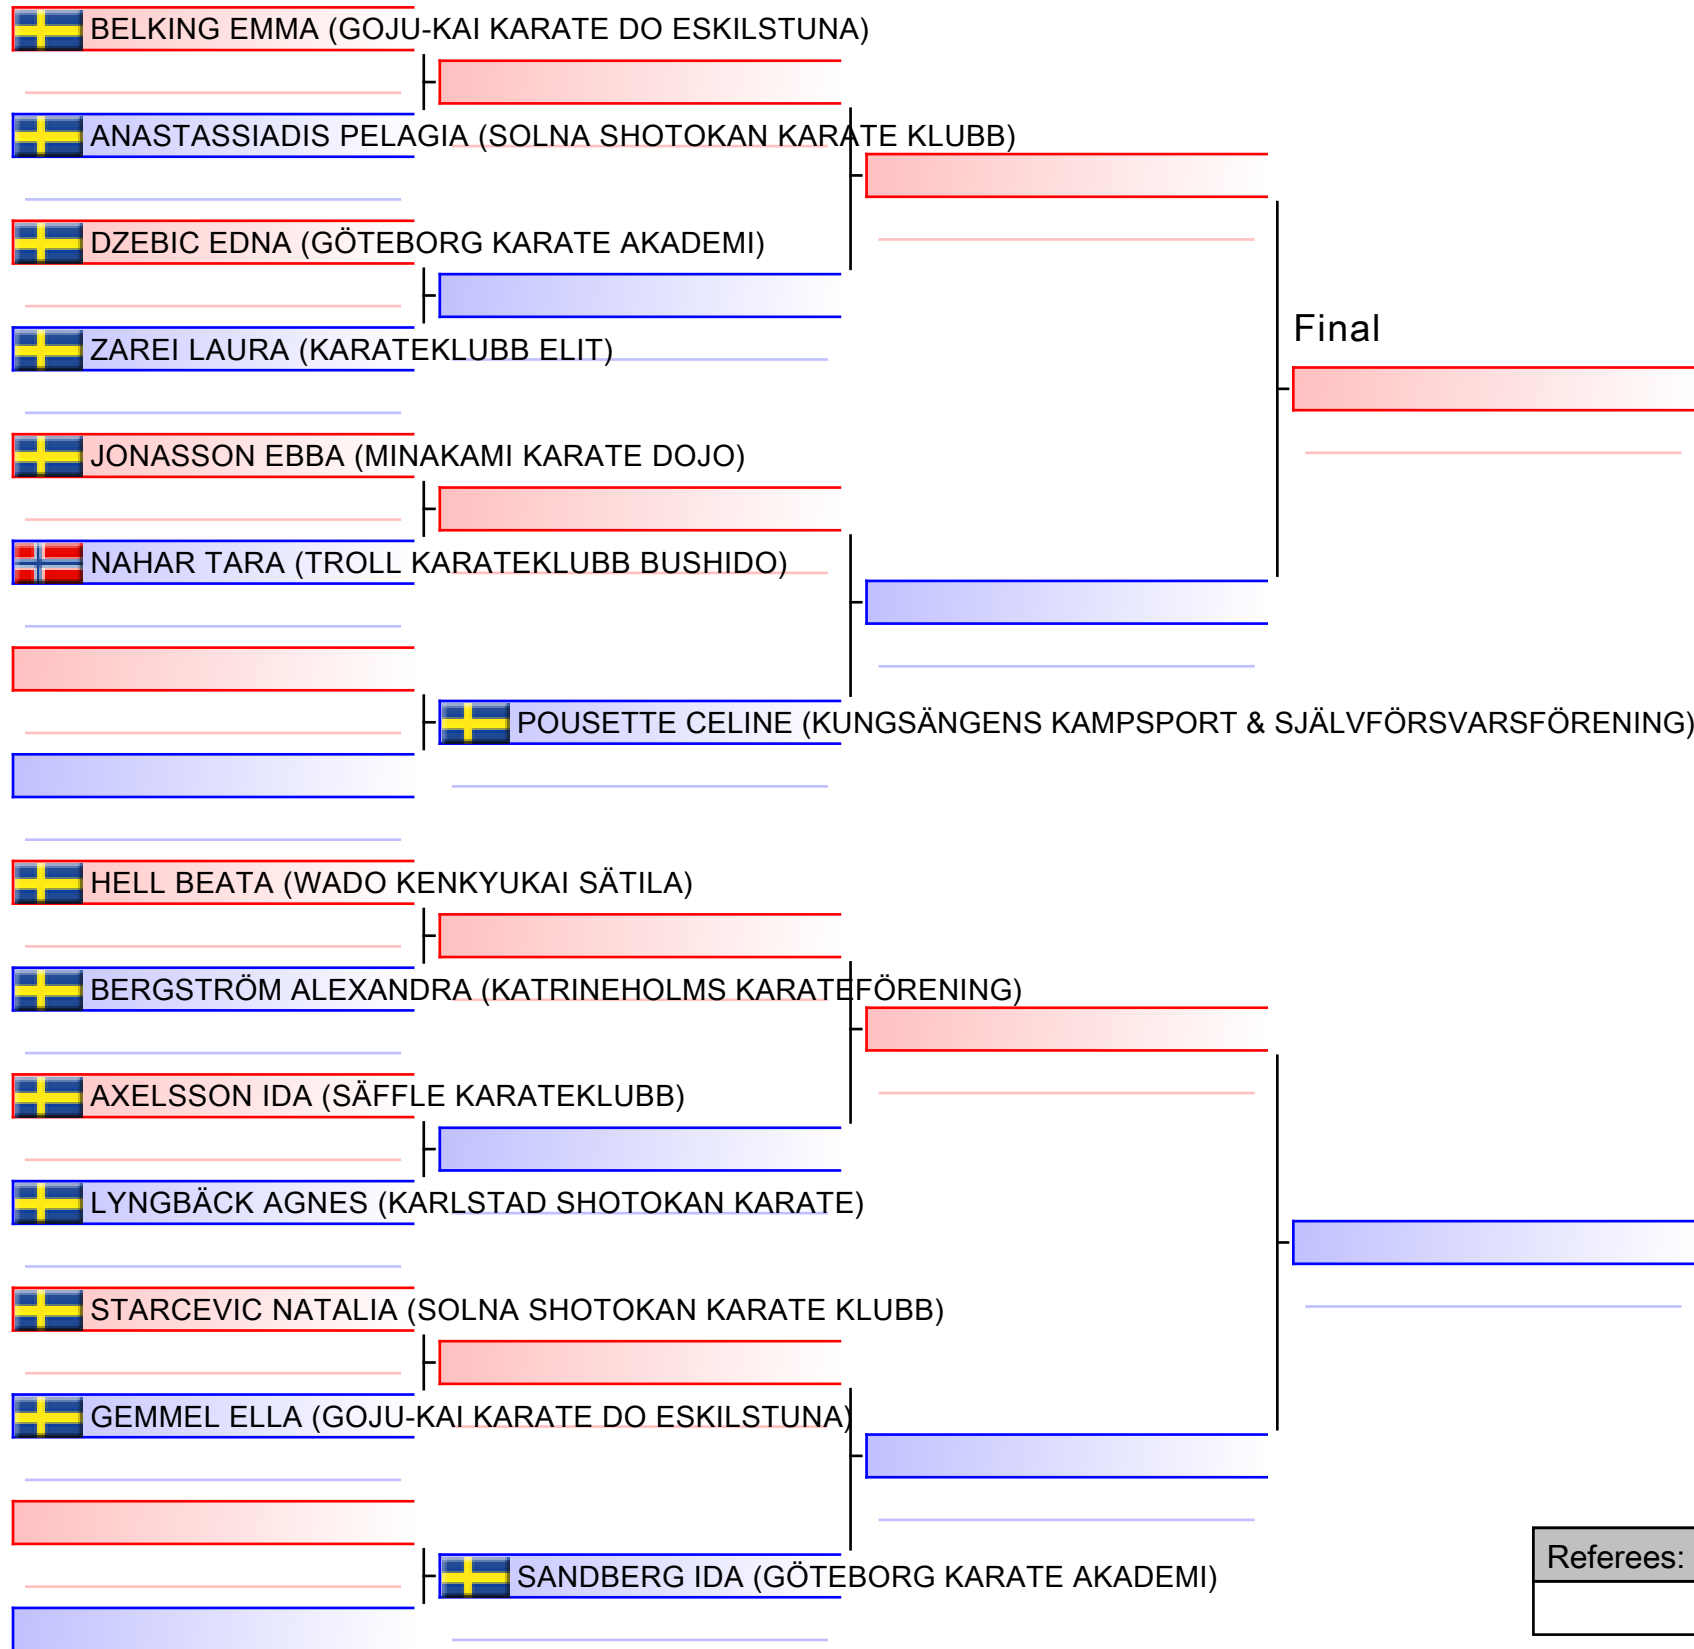 BELKING EMMA (GOJU-KAI KARATE DO ESKILSTUNA)
ANASTASSIADIS PELAGIA (SOLNA SHOTOKAN KARATE KLUBB)
DZEBIC EDNA (GÖTEBORG KARATE AKADEMI)
Final
ZAREI LAURA (KARATEKLUBB ELIT)
JONASSON EBBA (MINAKAMI KARATE DOJO)
NAHAR TARA (TROLL KARATEKLUBB BUSHIDO)
POUSETTE CELINE (KUNGSÄNGENS KAMPSPORT & SJÄLVFÖRSVARSFÖRENING)
HELL BEATA (WADO KENKYUKAI SÄTILA)
BERGSTRÖM ALEXANDRA (KATRINEHOLMS KARATEFÖRENING)
AXELSSON IDA (SÄFFLE KARATEKLUBB)
LYNGBÄCK AGNES (KARLSTAD SHOTOKAN KARATE)
STARCEVIC NATALIA (SOLNA SHOTOKAN KARATE KLUBB)
GEMMEL ELLA (GOJU-KAI KARATE DO ESKILSTUNA)
Referees:
SANDBERG IDA (GÖTEBORG KARATE AKADEMI)